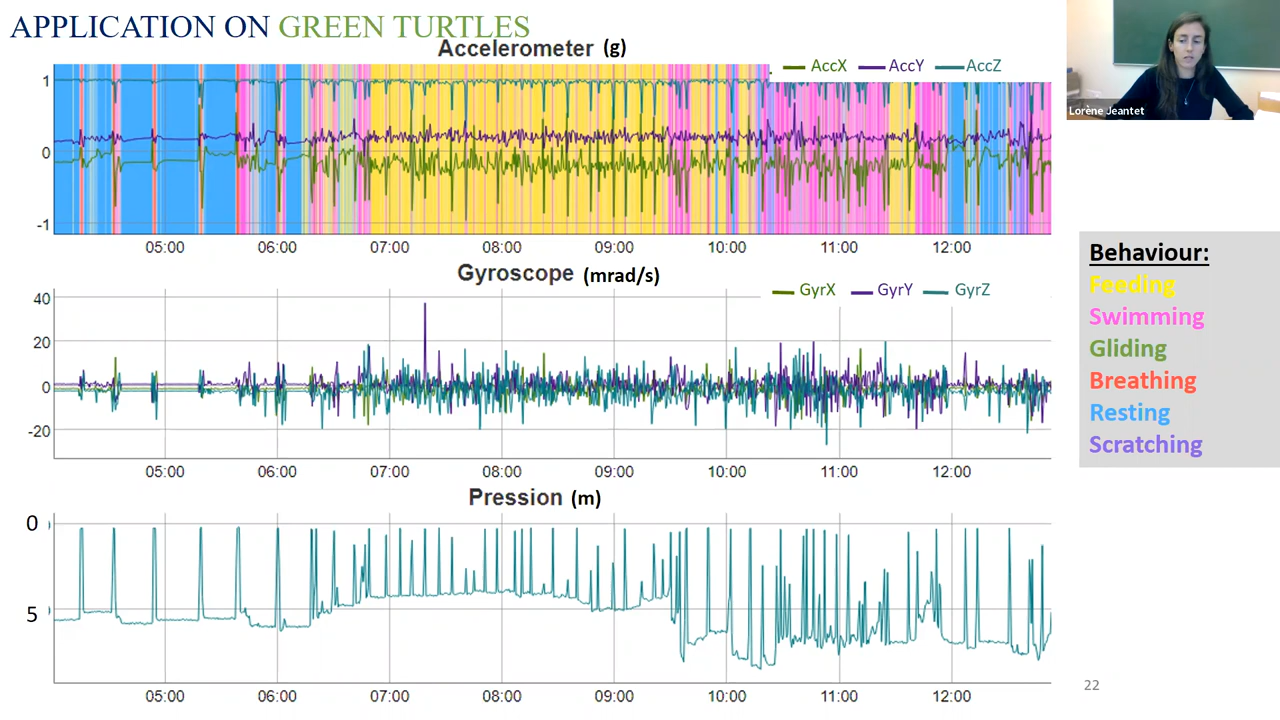 APPLICATION ON GREEN TURTLES
Accelerometer (g)
AccX AccY AccZ
1
0
-1
05:00 06:00 07:00 08:00 09:00 10:00 11:00 12:00
Gyroscope (mrad/s)
GyrX GyrY GyrZ
40
20
0
-20
05:00 06:00 07:00 08:00 09:00 10:00 11:00 12:00
Pression (m)
0
5
05:00 06:00 07:00 08:00 09:00 10:00 11:00 12:00
Lorène Jeantet
Behaviour:
Feeding
Swimming
Gliding
Breathing
Resting
Scratching
22